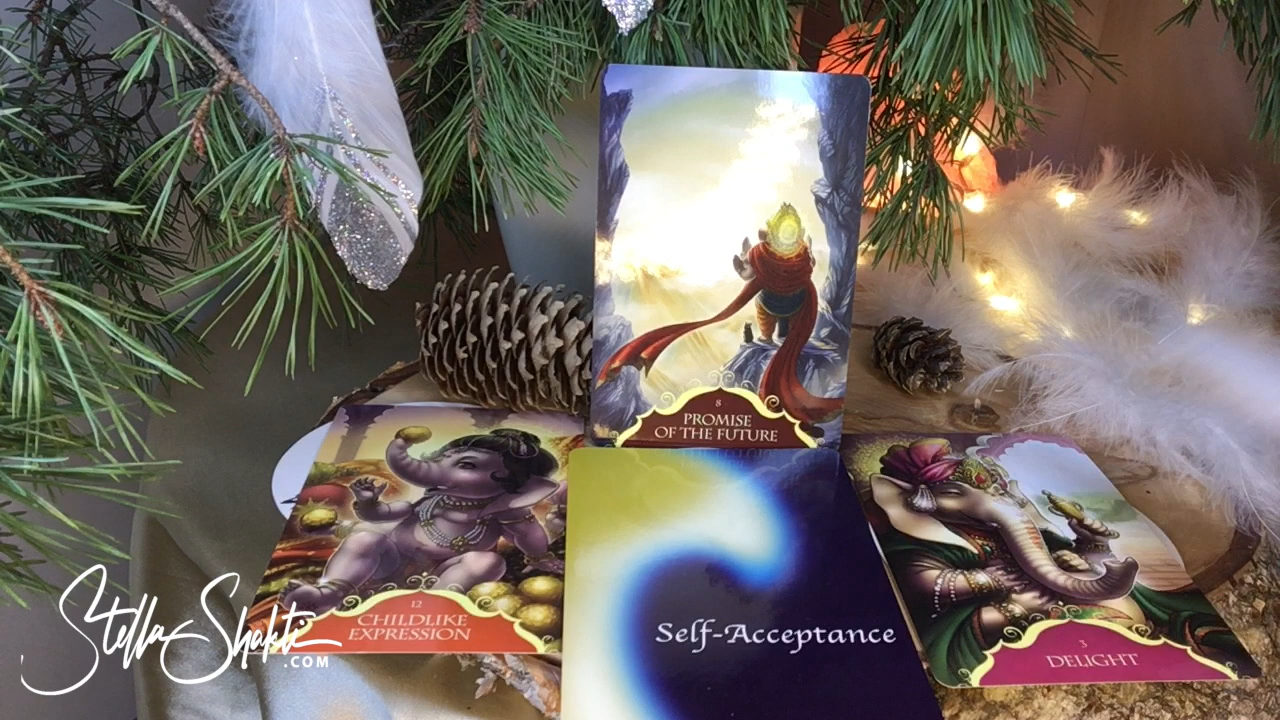 8
PROMISE
OF THE FUTURE
12
CHILDLIKE
EXPRESSION
Self-Acceptance
3
DELIGHT
Stella Shakti
.COM